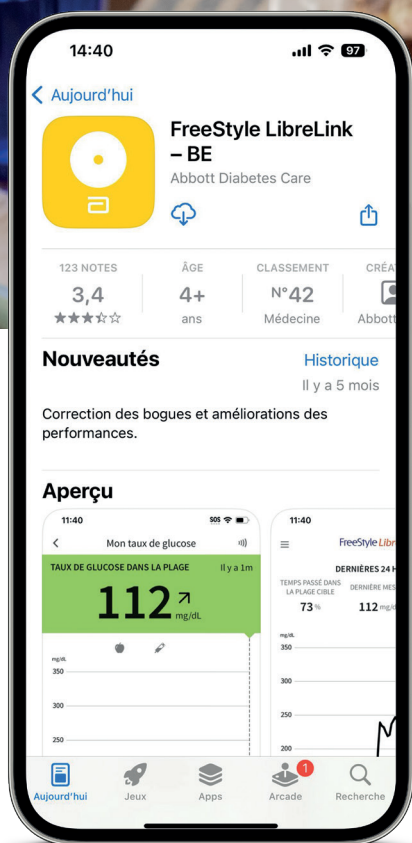 14:40
97
Aujourd'hui
FreeStyle LibreLink
– BE
Abbott Diabetes Care
123 NOTES
3,4
ÂGE
4+
ans
CLASSEMENT
N°42
Médecine
CRÉA
Abbott
Nouveautés
Historique
Il y a 5 mois
Correction des bogues et améliorations des
performances.
Aperçu
11:40
SOS
Mon taux de glucose
TAUX DE GLUCOSE DANS LA PLAGE
Il y a 1m
112
mg/dL
mg/dL
350
300
250
11:40
FreeStyle Libr
DERNIÈRES 24 H
TEMPS PASSÉ DANS
LA PLAGE CIBLE
73 %
DERNIÈRE MES
112 mg/d
mg/dL
350
300
250
200
Aujourd'hui
Jeux
Apps
Arcade
1
Recherche